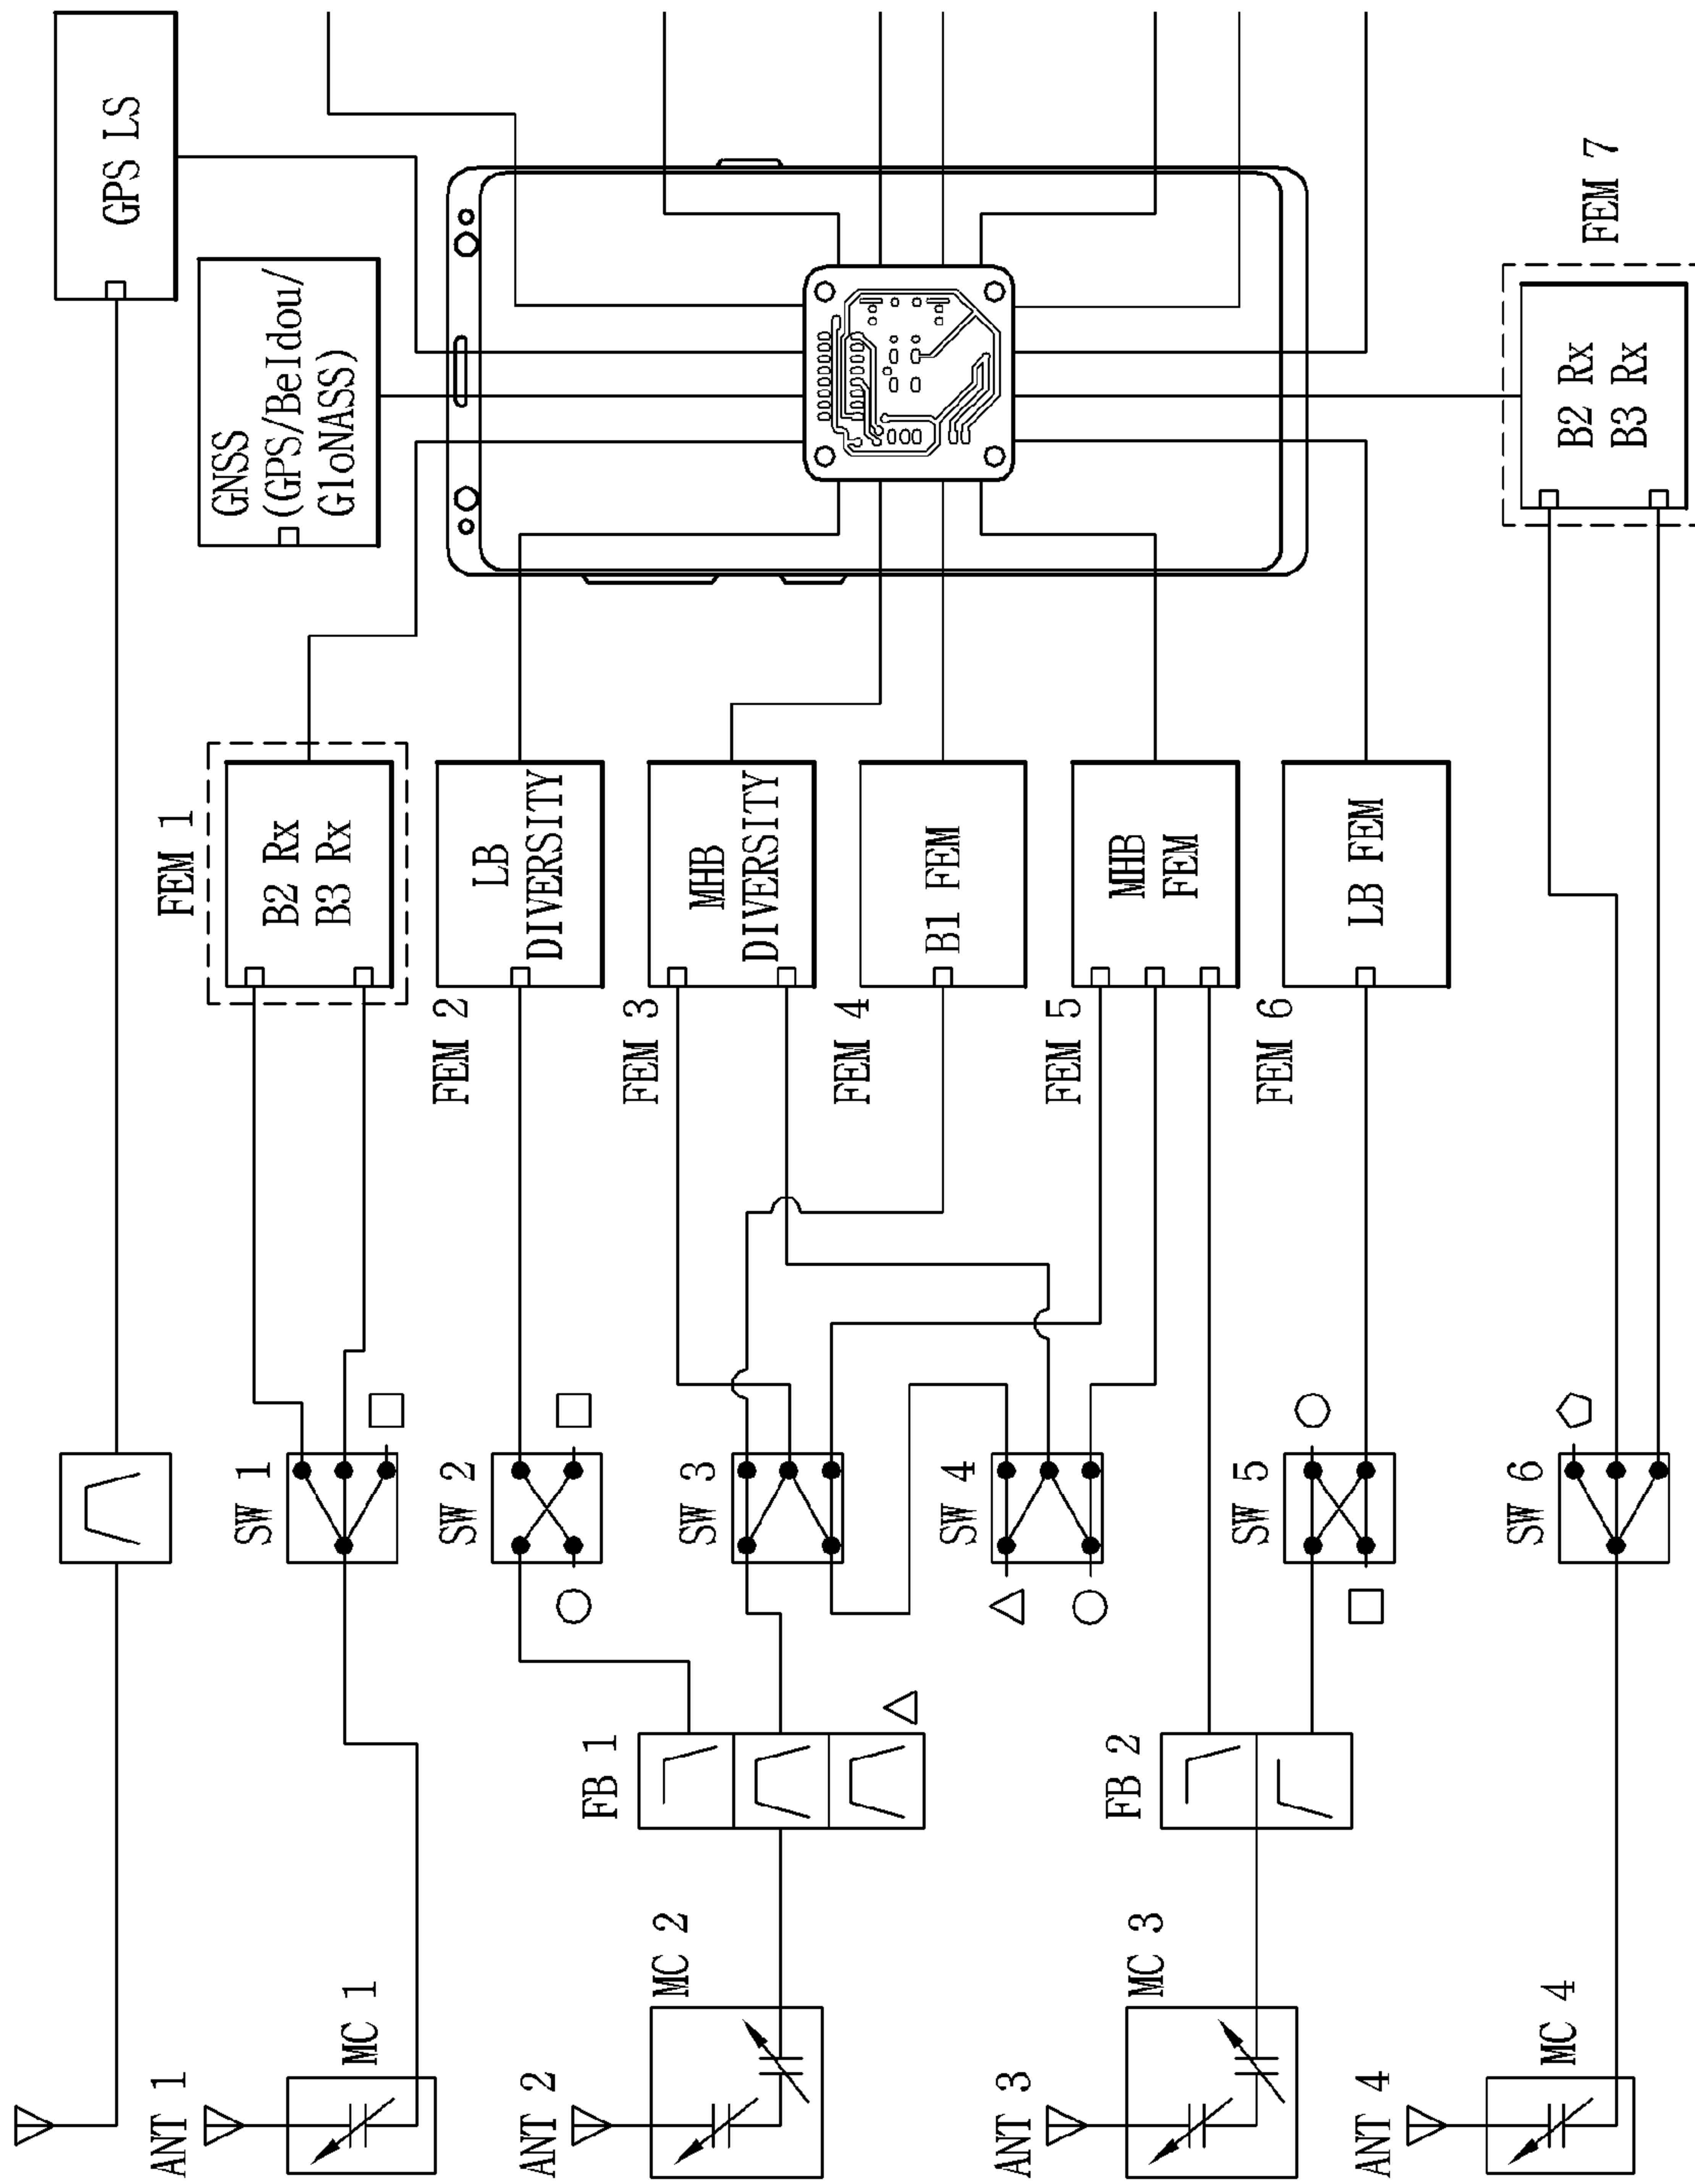 GPS LS
GNSS
(GPS/BeIdou/
GloNASS)
FEM 1
B2 Rx
B3 Rx
FEM 2
LB
DIVERSITY
FEM 3
MHB
DIVERSITY
FEM 4
B1 FEM
FEM 5
MHB
FEM
FEM 6
LB FEM
FEM 7
B2 Rx
B3 Rx
SW 1
SW 2
SW 3
SW 4
SW 5
SW 6
FB 1
FB 2
MC 1
MC 2
MC 3
MC 4
ANT 1
ANT 2
ANT 3
ANT 4